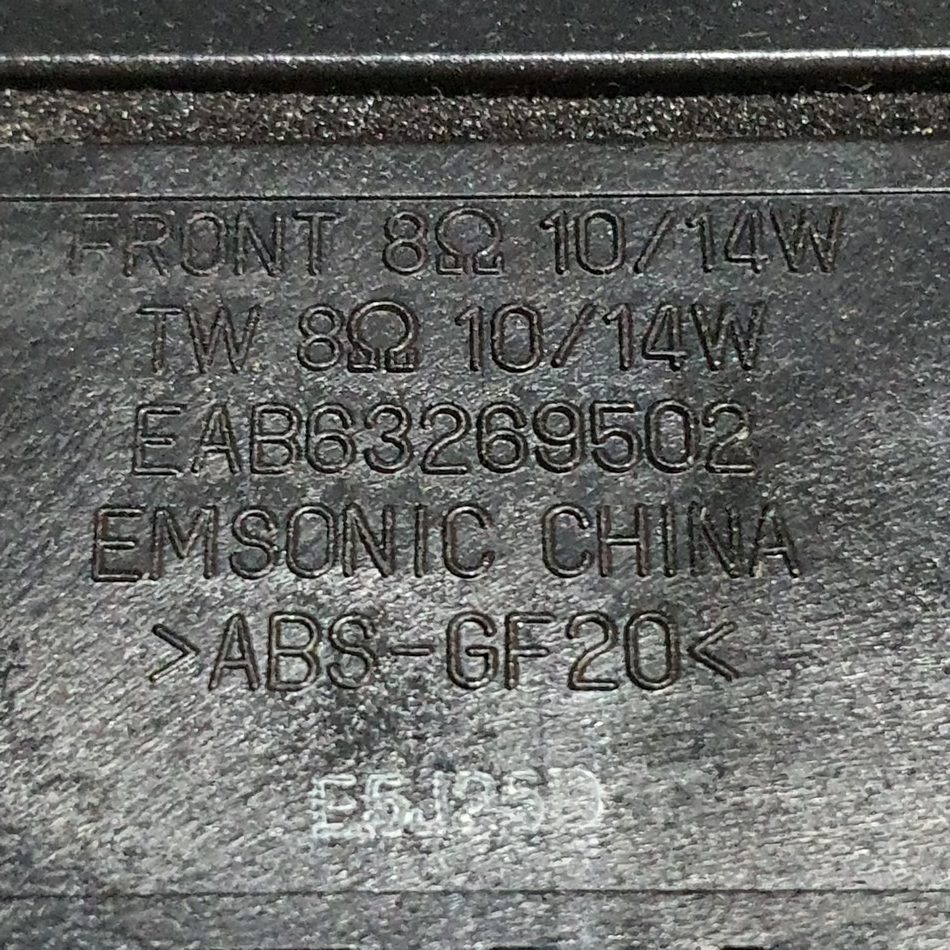 FRONT 8Ω 10/14W
TW 8Ω 10/14W
EAB63269502
EMSONIC CHINA
>ABS-GF20<